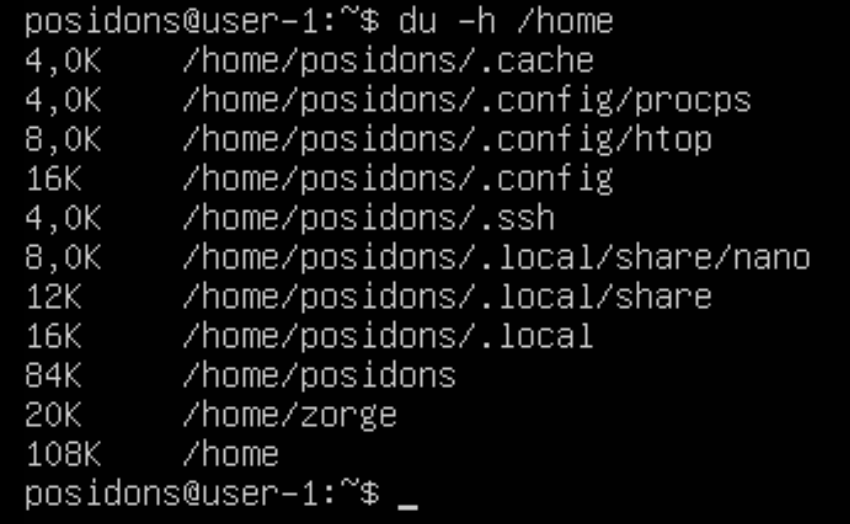 posidons@user-1:~$ du -h /home
4,0K    /home/posidons/.cache
4,0K    /home/posidons/.config/procps
8,0K    /home/posidons/.config/htop
16K     /home/posidons/.config
4,0K    /home/posidons/.ssh
8,0K    /home/posidons/.local/share/nano
12K     /home/posidons/.local/share
16K     /home/posidons/.local
84K     /home/posidons
20K     /home/zorge
108K    /home
posidons@user-1:~$ _